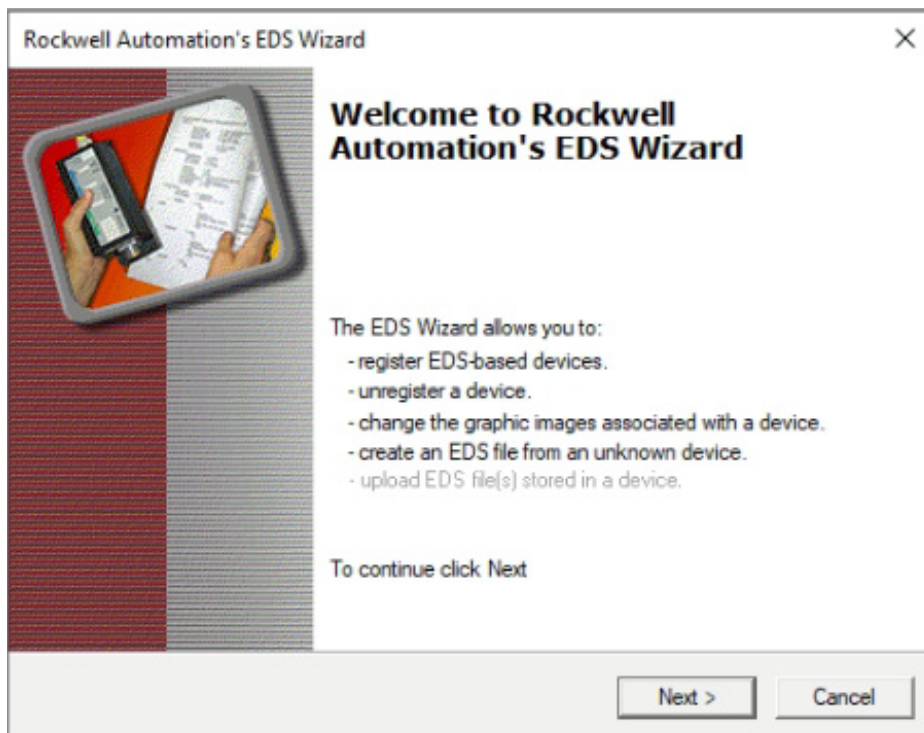 Rockwell Automation's EDS Wizard
Welcome to Rockwell
Automation's EDS Wizard
The EDS Wizard allows you to:
- register EDS-based devices.
- unregister a device.
- change the graphic images associated with a device.
- create an EDS file from an unknown device.
- upload EDS file(s) stored in a device.
To continue click Next
Next >
Cancel